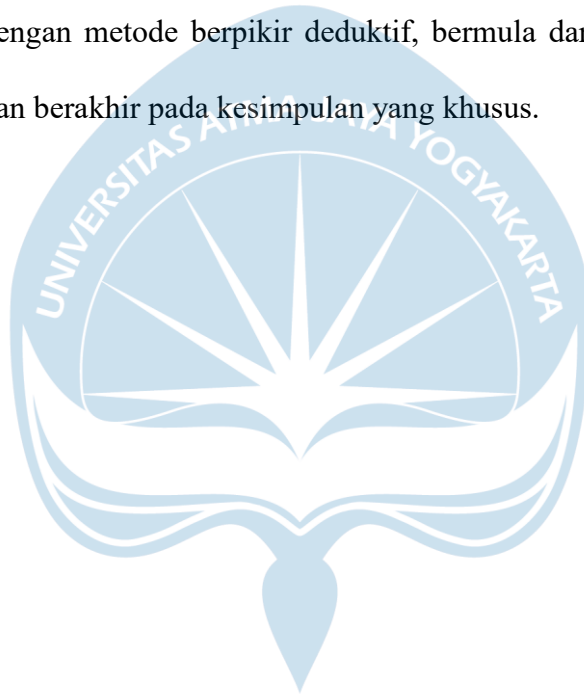 engan metode berpikir deduktif, bermula dar
an berakhir pada kesimpulan yang khusus.
UNIVERSITAS ATMA JAYA YOGYAKARTA